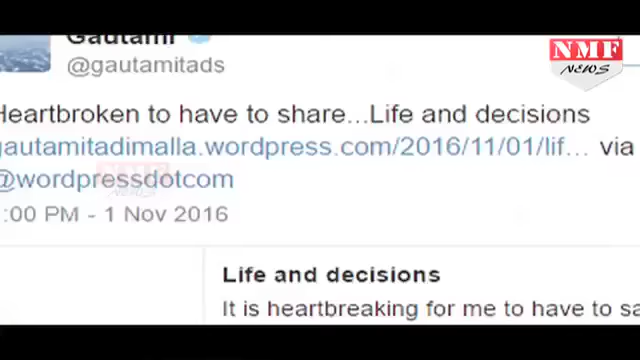 Gautami
@gautamitads
NMF
NEWS
Heartbroken to have to share...Life and decisions
gautamitadimalla.wordpress.com/2016/11/01/lif... via
@wordpressdotcom
:00 PM - 1 Nov 2016
Life and decisions
It is heartbreaking for me to have to sa